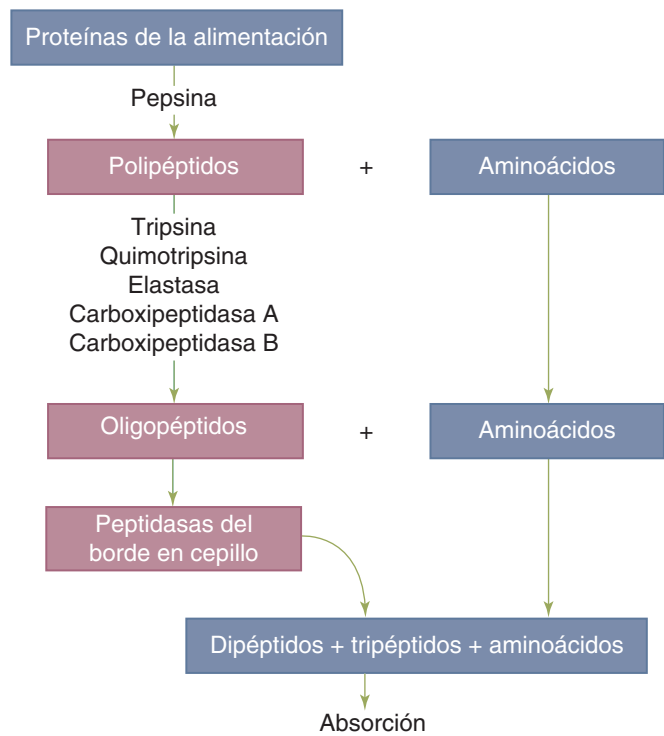 Proteínas de la alimentación
Pepsina
Polipéptidos + Aminoácidos
Tripsina
Quimotripsina
Elastasa
Carboxipeptidasa A
Carboxipeptidasa B
Oligopéptidos + Aminoácidos
Peptidasas del
borde en cepillo
Dipéptidos + tripéptidos + aminoácidos
Absorción